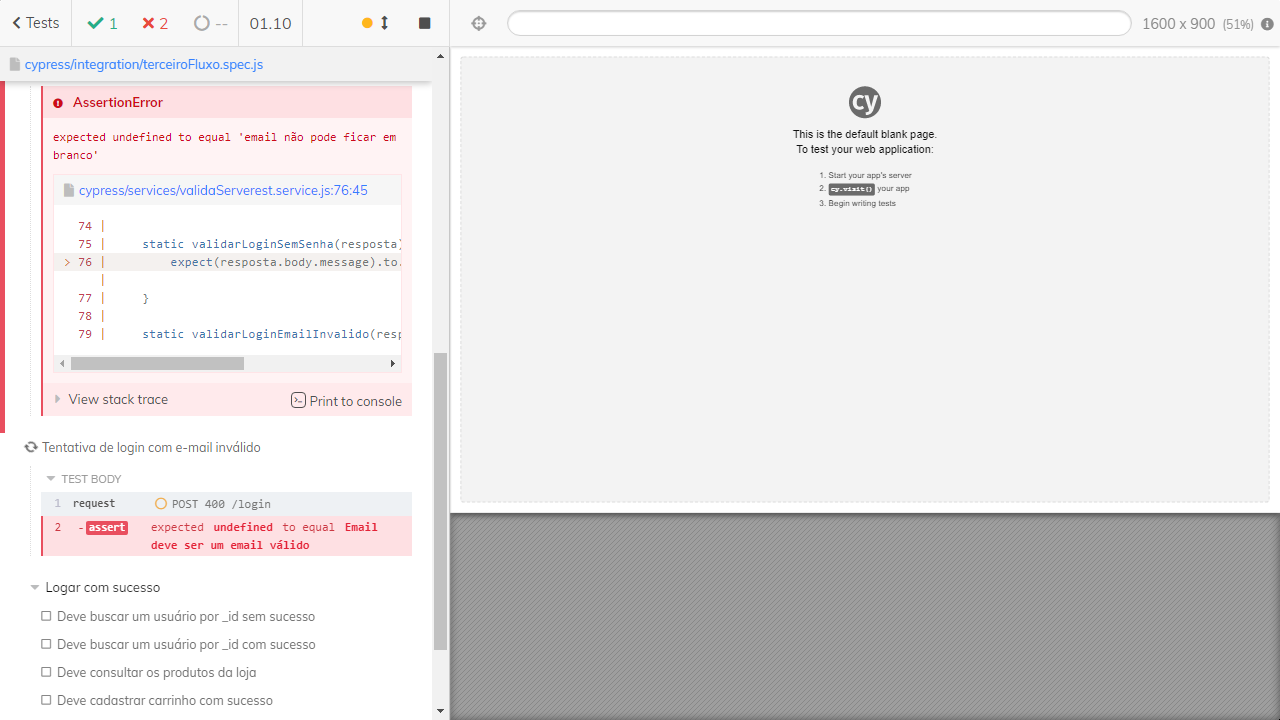 Tests
1
2
--
01.10
1600 x 900 (51%)
cypress/integration/terceiroFluxo.spec.js
AssertionError
expected undefined to equal 'email não pode ficar em
branco'
cypress/services/validaServerest.service.js:76:45
74 |
75 |     static validarLoginSemSenha(resposta)
> 76 |         expect(resposta.body.message).to.
|
77 |     }
78 |
79 |     static validarLoginEmailInvalido(resp
View stack trace
Print to console
Tentativa de login com e-mail inválido
TEST BODY
1 request POST 400 /login
2 -assert expected undefined to equal Email
deve ser um email válido
Logar com sucesso
Deve buscar um usuário por _id sem sucesso
Deve buscar um usuário por _id com sucesso
Deve consultar os produtos da loja
Deve cadastrar carrinho com sucesso
cy
This is the default blank page.
To test your web application:
1. Start your app's server
2. cy.visit() your app
3. Begin writing tests